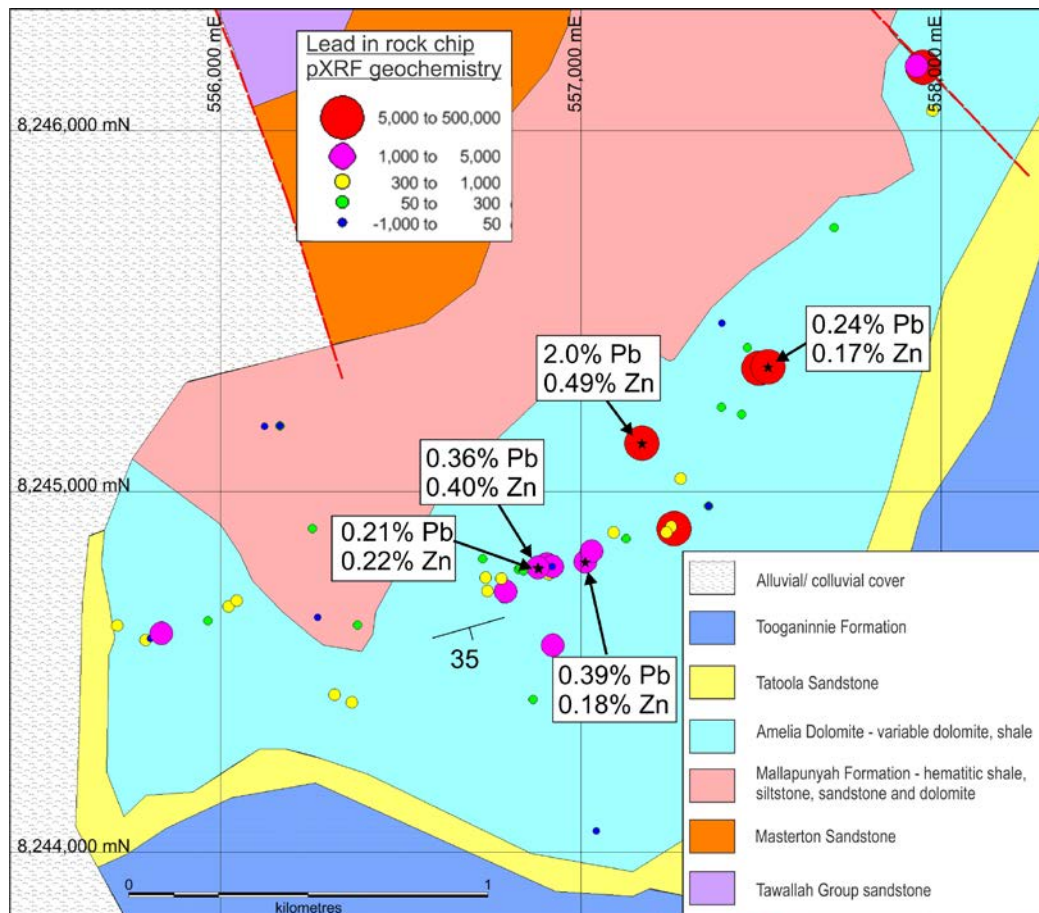 Lead in rock chip
pXRF geochemistry
5,000 to 500,000
1,000 to 5,000
300 to 1,000
50 to 300
-1,000 to 50
556,000 mE
557,000 mE
558,000 mE
8,246,000 mN
0.24% Pb
0.17% Zn
2.0% Pb
0.49% Zn
0.36% Pb
0.40% Zn
8,245,000 mN
0.21% Pb
0.22% Zn
35
0.39% Pb
0.18% Zn
8,244,000 mN
0 1
kilometres
Alluvial/ colluvial cover
Tooganinnie Formation
Tatoola Sandstone
Amelia Dolomite - variable dolomite, shale
Mallapunyah Formation - hematitic shale,
siltstone, sandstone and dolomite
Masterton Sandstone
Tawallah Group sandstone